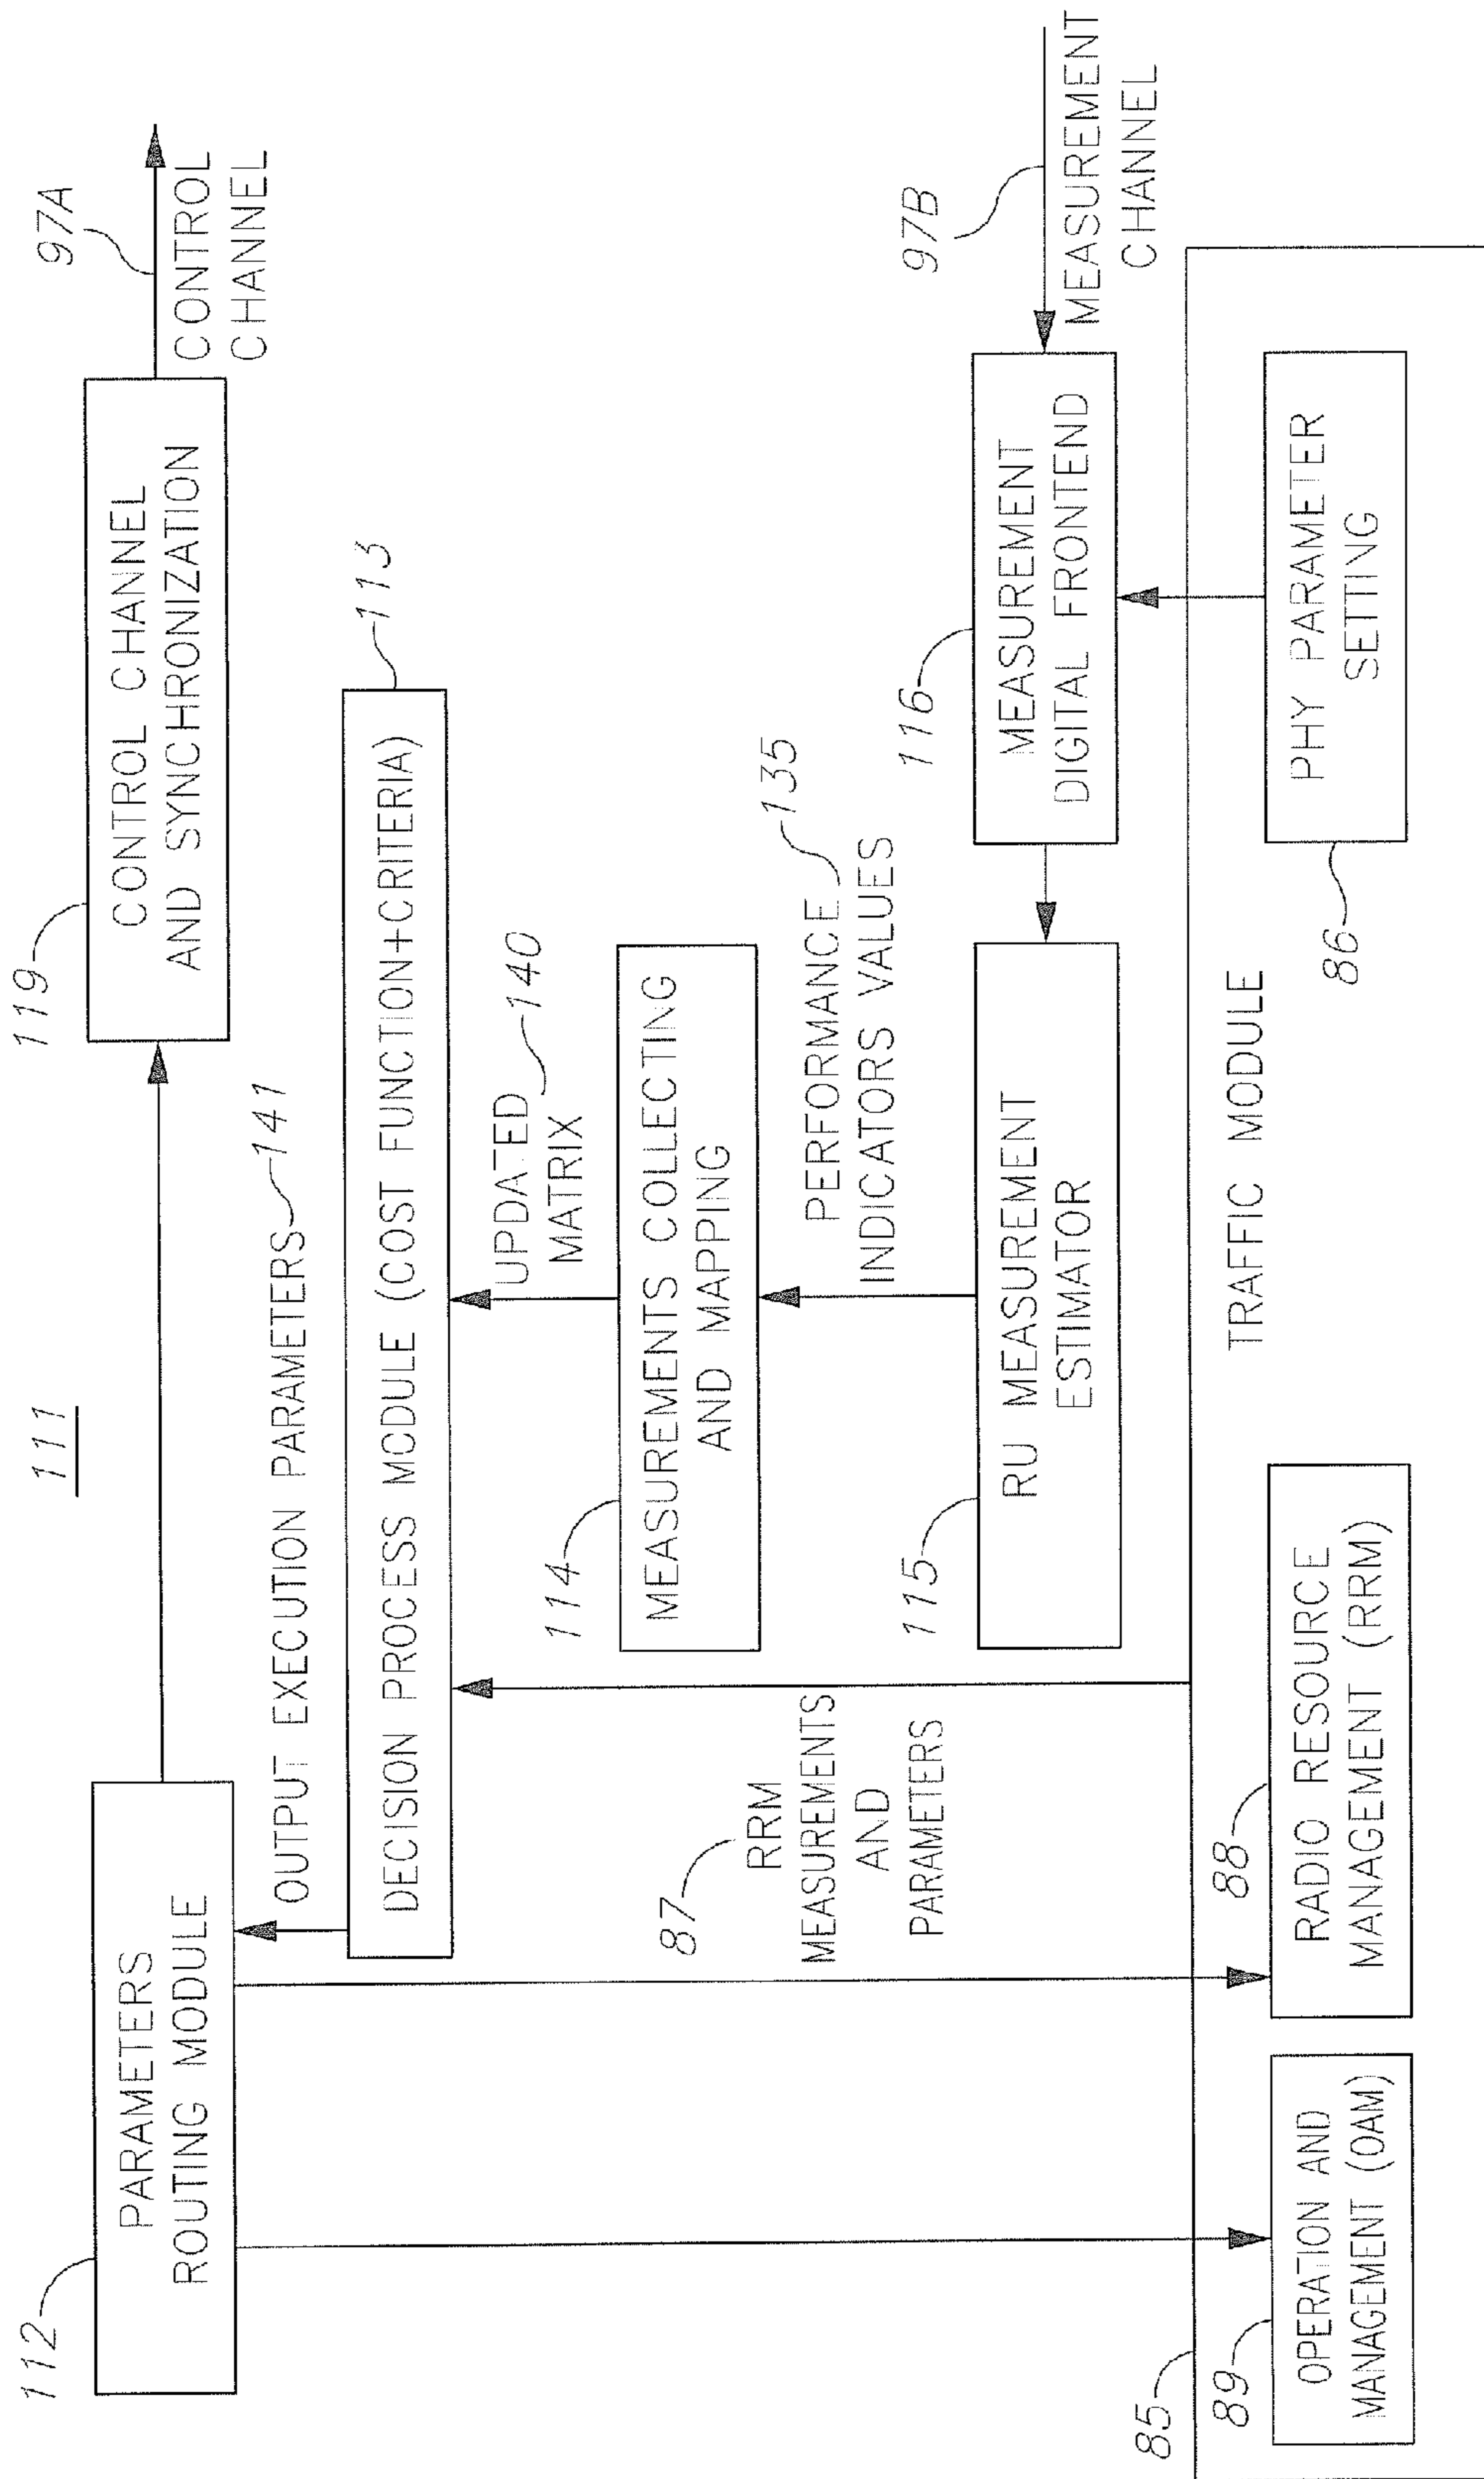 111
112
PARAMETERS
ROUTING MODULE
119
CONTROL CHANNEL
AND SYNCHRONIZATION
97A
CONTROL
CHANNEL
OUTPUT EXECUTION PARAMETERS 141
DECISION PROCESS MODULE (COST FUNCTION+CRITERIA)
113
UPDATED
MATRIX
140
87
RRM
MEASUREMENTS
AND
PARAMETERS
114
MEASUREMENTS COLLECTING
AND MAPPING
PERFORMANCE
INDICATORS VALUES
135
115
RU MEASUREMENT
ESTIMATOR
116
MEASUREMENT
DIGITAL FRONTEND
97B
MEASUREMENT
CHANNEL
85
TRAFFIC MODULE
89
OPERATION AND
MANAGEMENT (OAM)
88
RADIO RESOURCE
MANAGEMENT (RRM)
86
PHY PARAMETER
SETTING